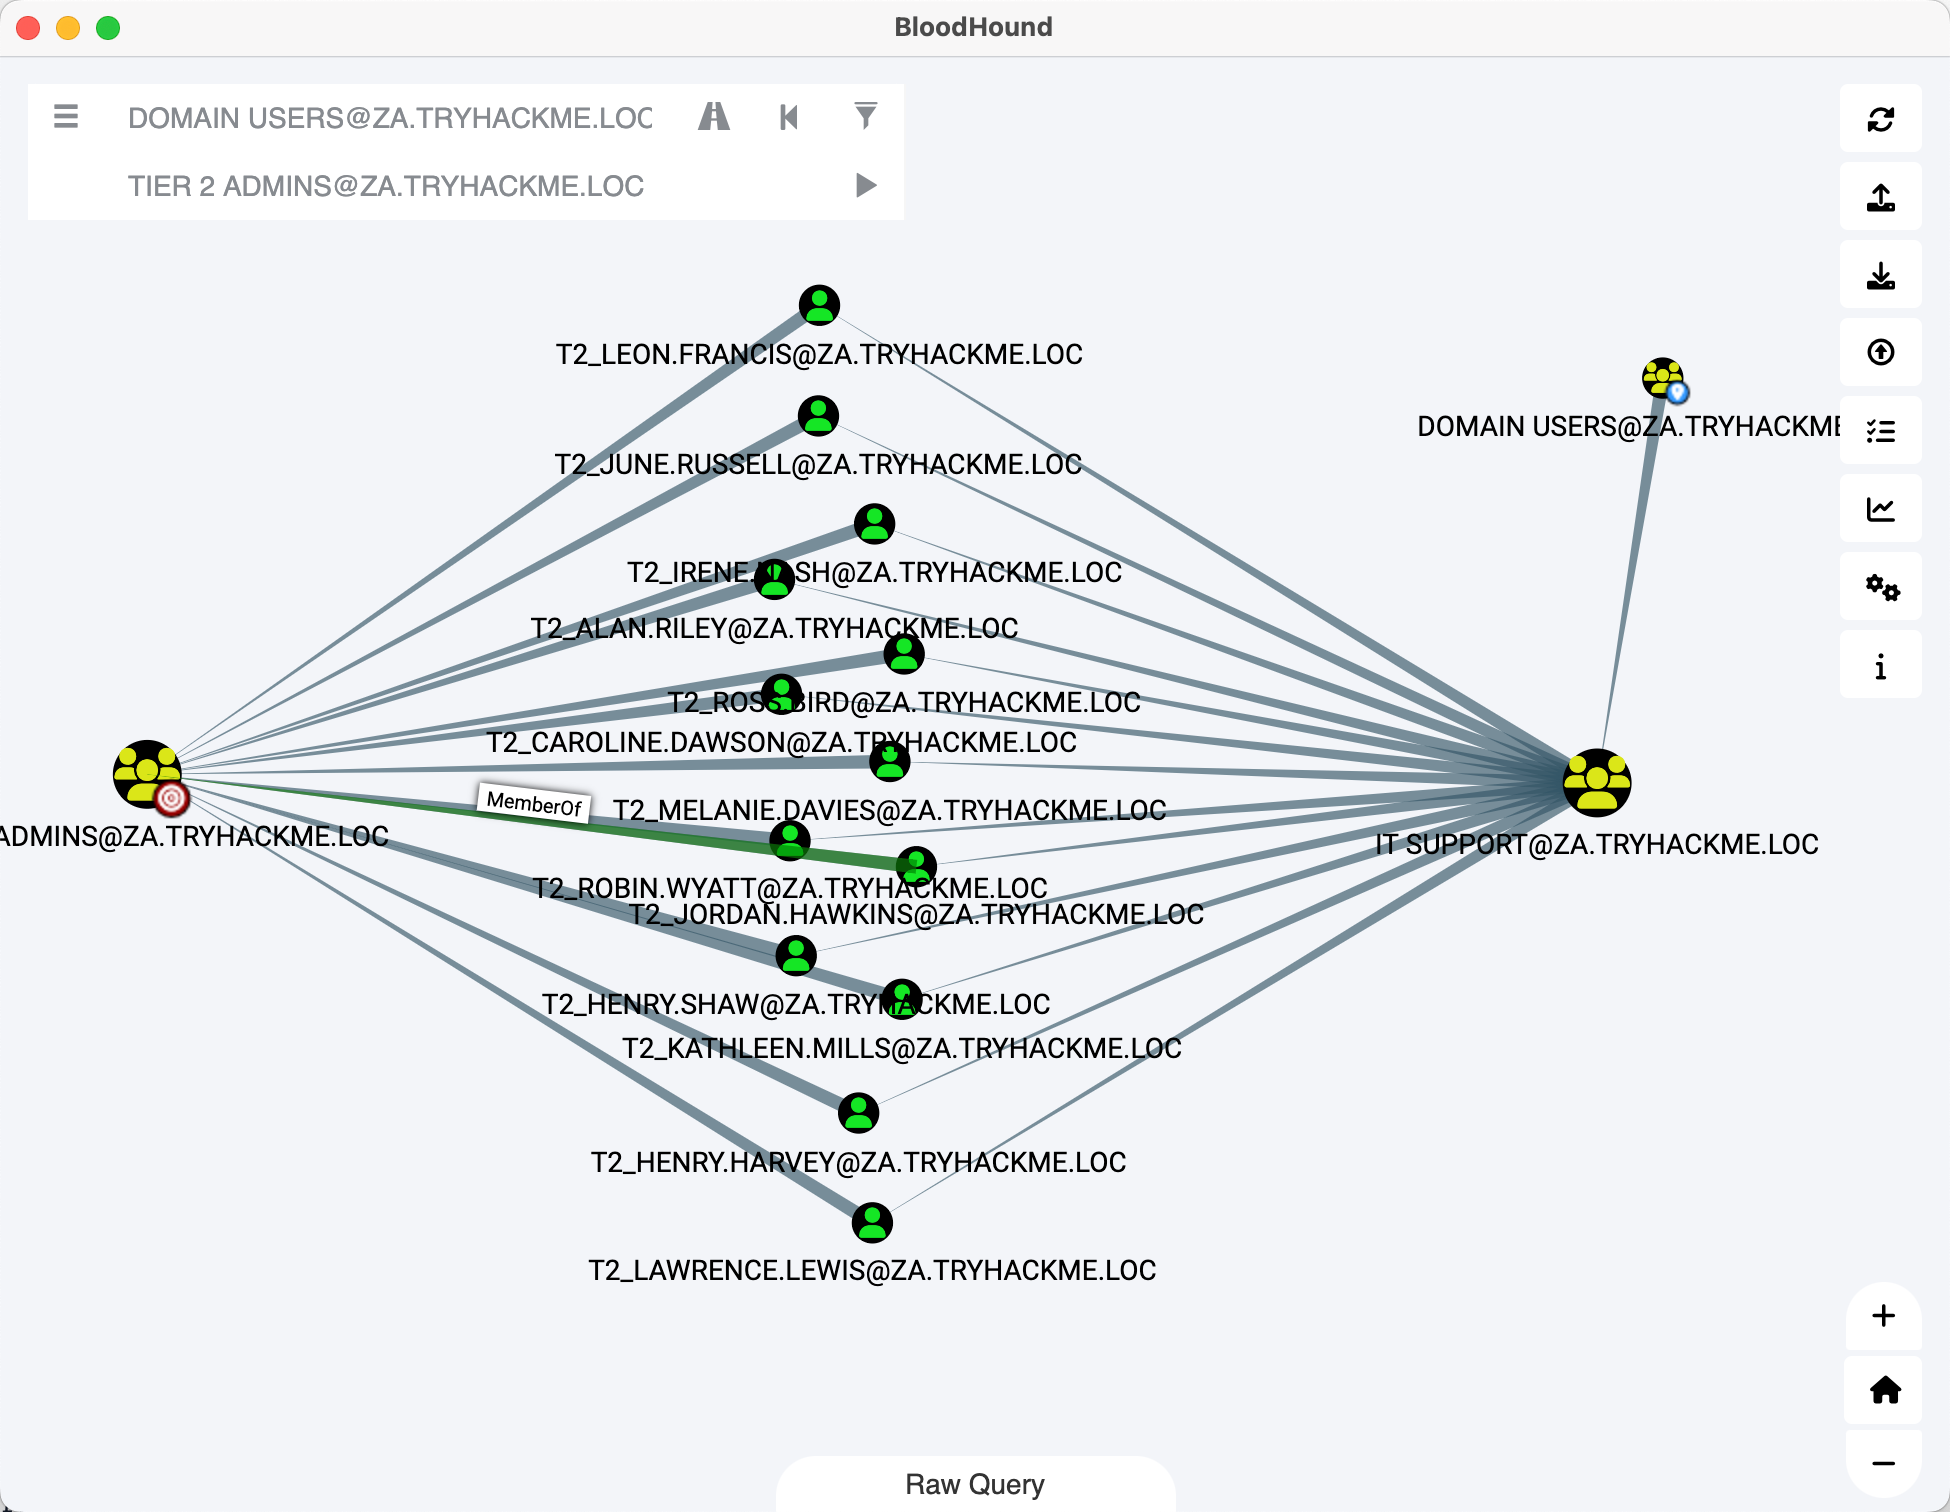 BloodHound
DOMAIN USERS@ZA.TRYHACKME.LOC
TIER 2 ADMINS@ZA.TRYHACKME.LOC
T2_LEON.FRANCIS@ZA.TRYHACKME.LOC
DOMAIN USERS@ZA.TRYHACKME
T2_JUNE.RUSSELL@ZA.TRYHACKME.LOC
SH@ZA.TRYHACKME.LOC
T2_ALAN.RILEY@ZA.TRYHACKME.LOC
T2_ROSS.BIRD@ZA.TRYHACKME.LOC
T2_CAROLINE.DAWSON@ZA.TRYHACKME.LOC
MemberOf
T2_MELANIE.DAVIES@ZA.TRYHACKME.LOC
ADMINS@ZA.TRYHACKME.LOC
IT SUPPORT@ZA.TRYHACKME.LOC
T2_ROBIN.WYATT@ZA.TRYHACKME.LOC
T2_JORDAN.HAWKINS@ZA.TRYHACKME.LOC
T2_HENRY.SHAW@ZA.TRYHACKME.LOC
T2_KATHLEEN.MILLS@ZA.TRYHACKME.LOC
T2_HENRY.HARVEY@ZA.TRYHACKME.LOC
T2_LAWRENCE.LEWIS@ZA.TRYHACKME.LOC
Raw Query